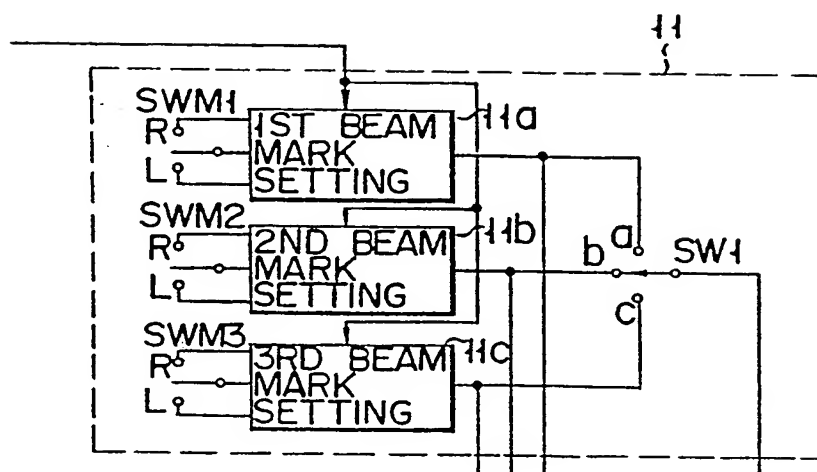 11
SWM1
R
L
1ST BEAM
MARK
SETTING
11a
SWM2
R
L
2ND BEAM
MARK
SETTING
11b
SWM3
R
L
3RD BEAM
MARK
SETTING
11c
a
b
c
SW1